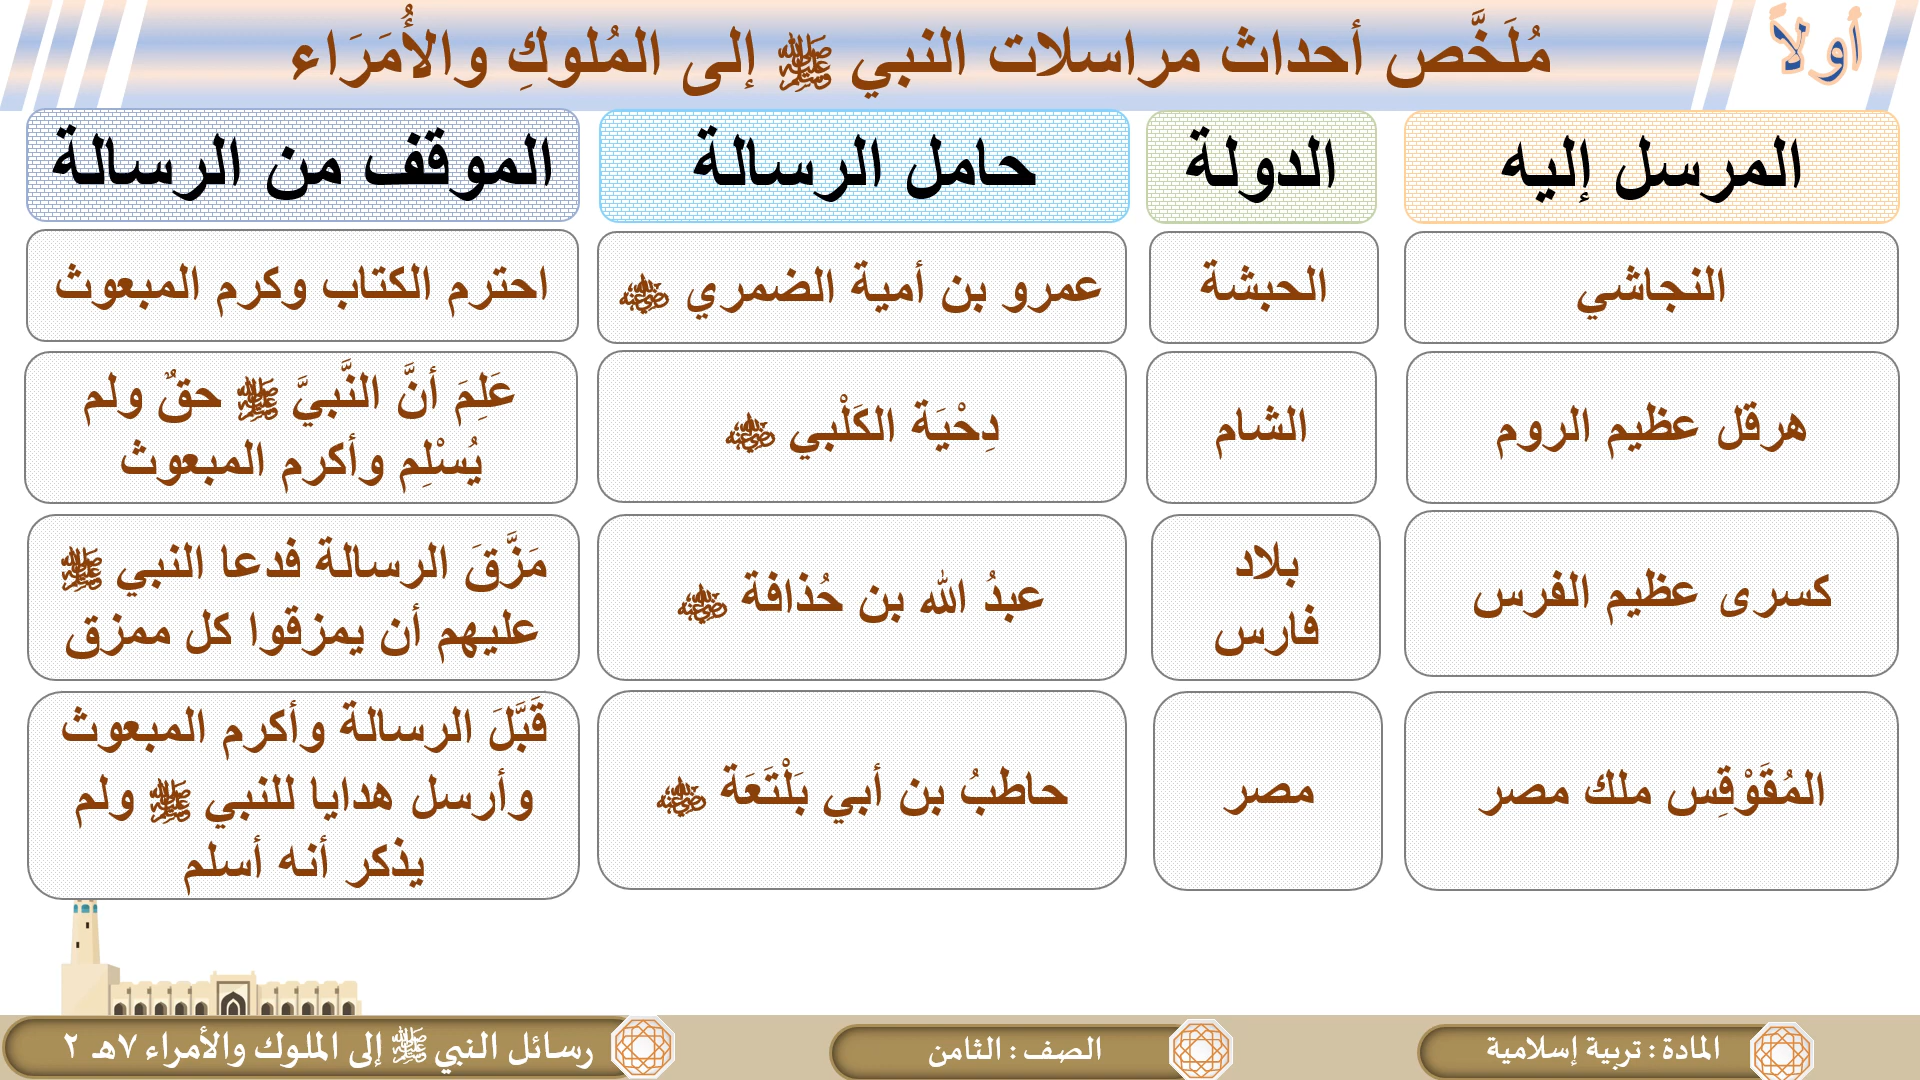 أولاً
مُلَخَّص أحداث مراسلات النبي ﷺ إلى المُلوكِ والأُمَرَاء
المرسل إليه
الدولة
حامل الرسالة
الموقف من الرسالة
النجاشي
الحبشة
عمرو بن أمية الضمري رضي الله عنه
احترم الكتاب وكرم المبعوث
هرقل عظيم الروم
الشام
دِحْيَة الكَلْبي رضي الله عنه
عَلِمَ أنَّ النَّبيَّ ﷺ حقٌ ولم
يُسْلِم وأكرم المبعوث
كسرى عظيم الفرس
بلاد
فارس
عبدُ الله بن حُذافة رضي الله عنه
مَزَّقَ الرسالة فدعا النبي ﷺ
عليهم أن يمزقوا كل ممزق
المُقَوْقِس ملك مصر
مصر
حاطبُ بن أبي بَلْتَعَة رضي الله عنه
قَبَّلَ الرسالة وأكرم المبعوث
وأرسل هدايا للنبي ﷺ ولم
يذكر أنه أسلم
المادة : تربية إسلامية
الصف : الثامن
رسائل النبي ﷺ إلى الملوك والأمراء ٧هـ ٢